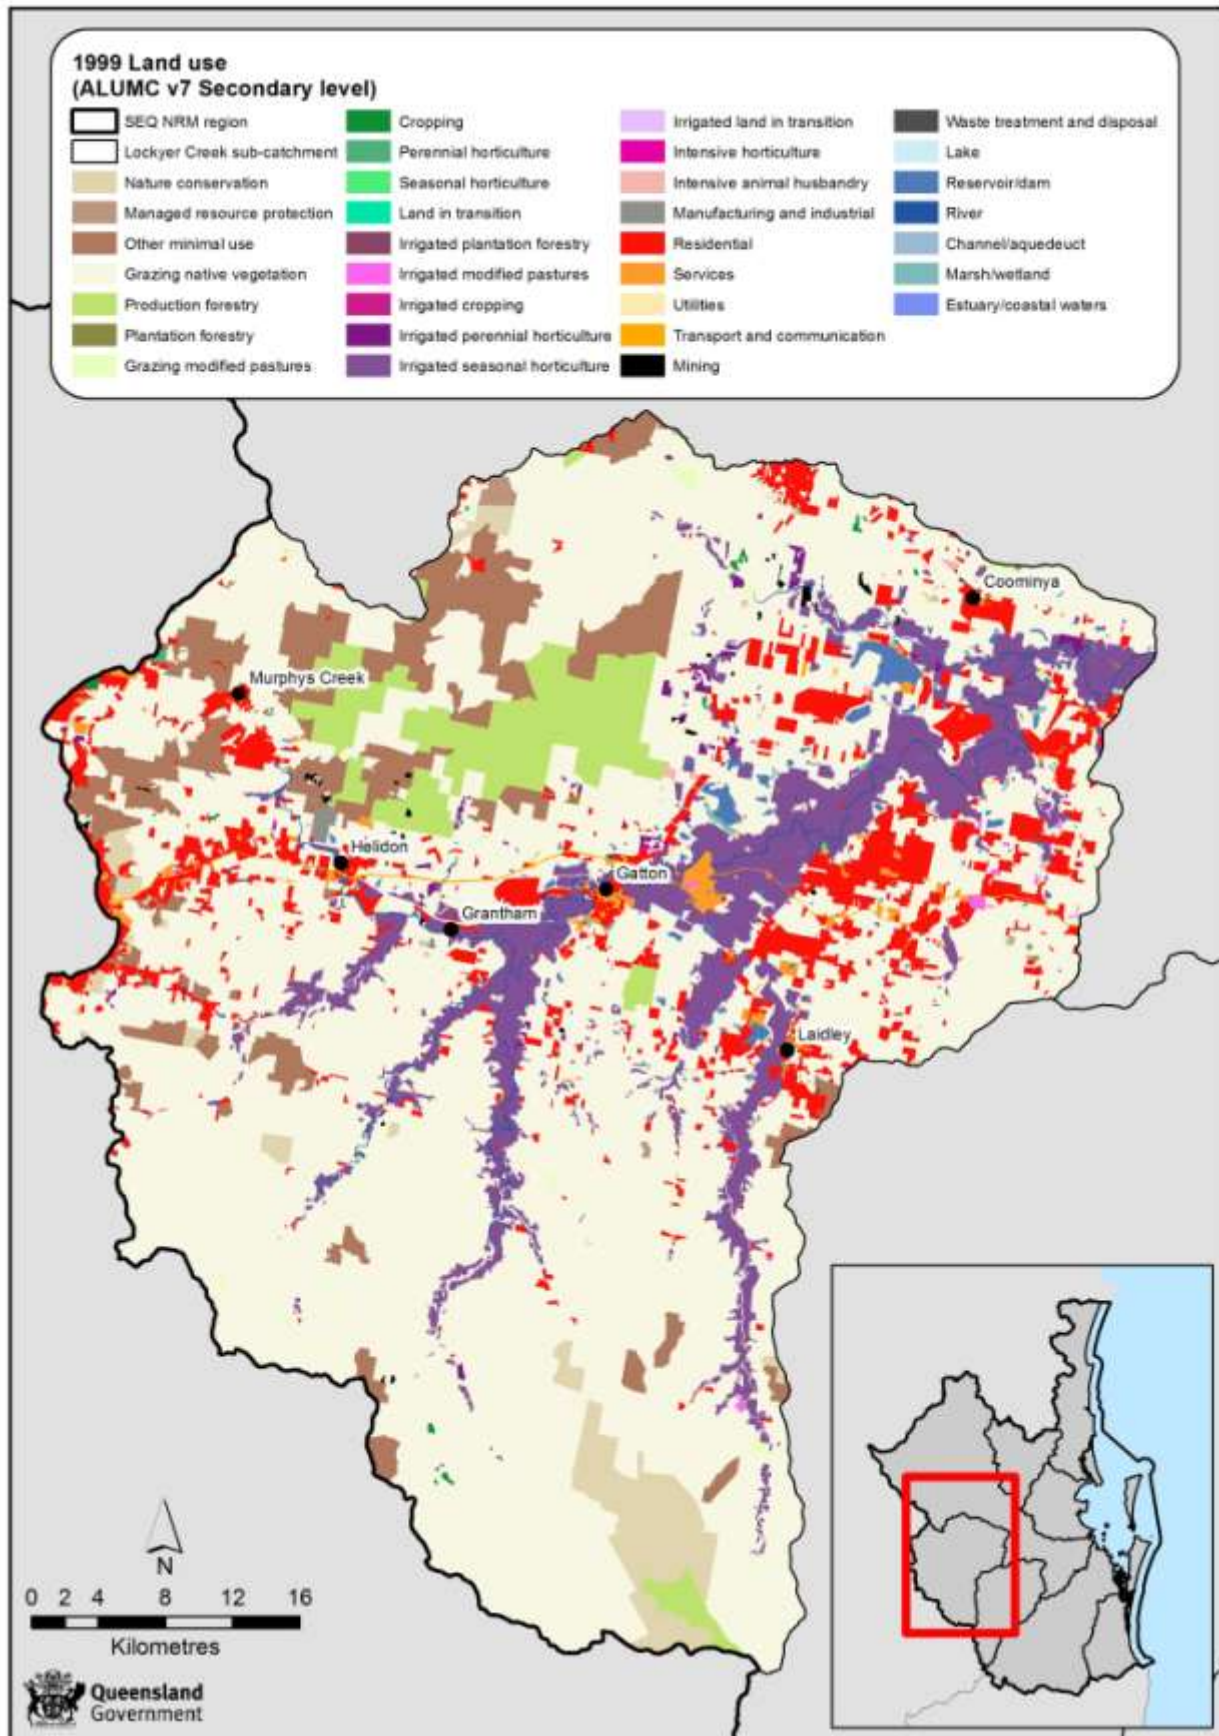 1999 Land use
(ALUMC v7 Secondary level)
SEQ NRM region
Lockyer Creek sub-catchment
Nature conservation
Managed resource protection
Other minimal use
Grazing native vegetation
Production forestry
Plantation forestry
Grazing modified pastures
Cropping
Perennial horticulture
Seasonal horticulture
Land in transition
Irrigated plantation forestry
Irrigated modified pastures
Irrigated cropping
Irrigated perennial horticulture
Irrigated seasonal horticulture
Irrigated land in transition
Intensive horticulture
Intensive animal husbandry
Manufacturing and industrial
Residential
Services
Utilities
Transport and communication
Mining
Waste treatment and disposal
Lake
Reservoir/dam
River
Channel/aquedeuct
Marsh/wetland
Estuary/coastal waters
Coominya
Murphys Creek
Helidon
Gatton
Grantham
Laidley
N
0 2 4 8 12 16
Kilometres
Queensland
Government